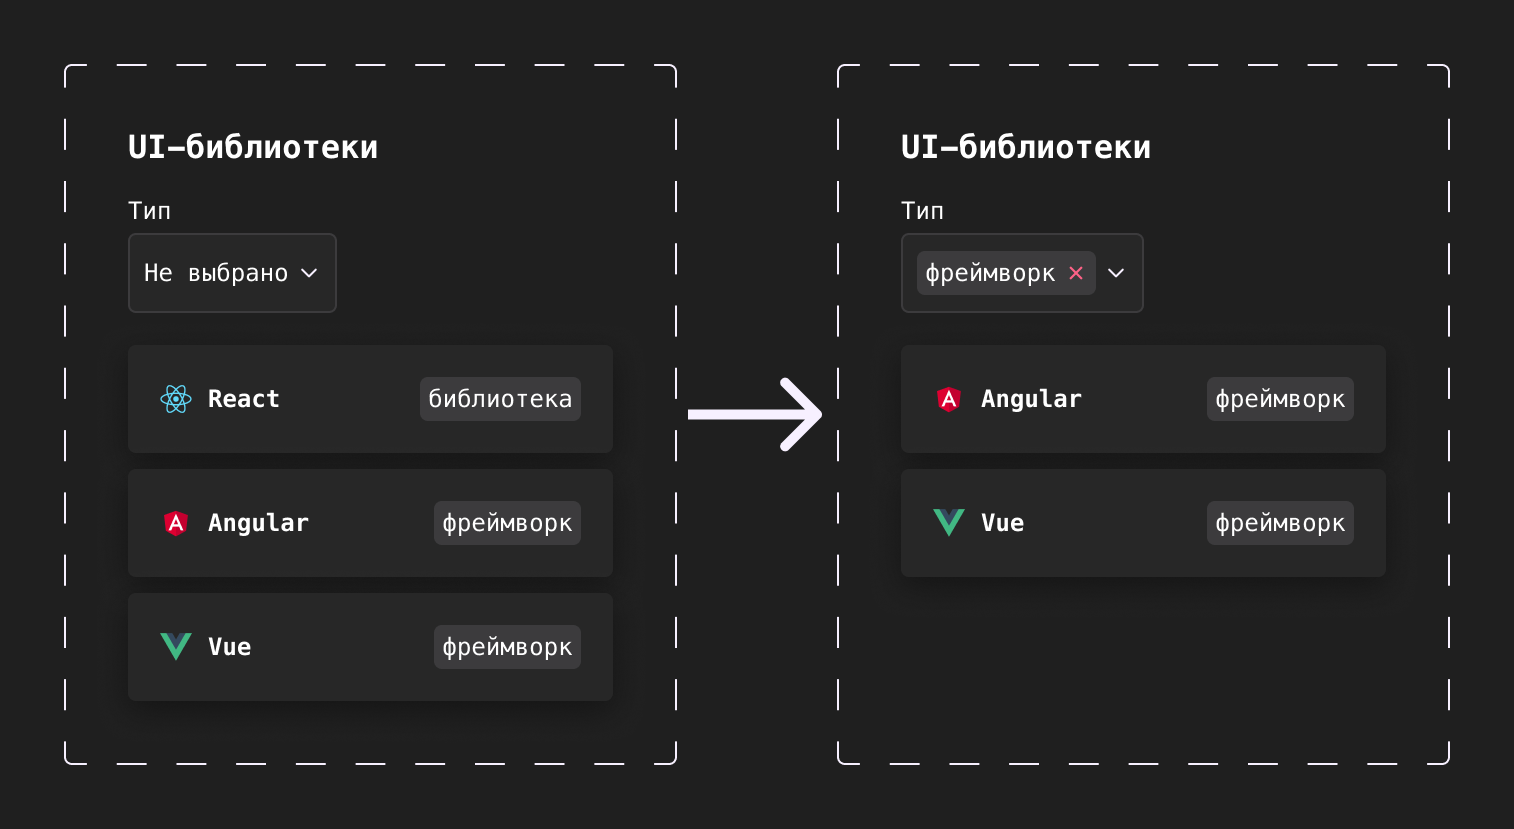 UI-библиотеки
Тип
Не выбрано
React
библиотека
Angular
фреймворк
Vue
фреймворк
UI-библиотеки
Тип
фреймворк
Angular
фреймворк
Vue
фреймворк